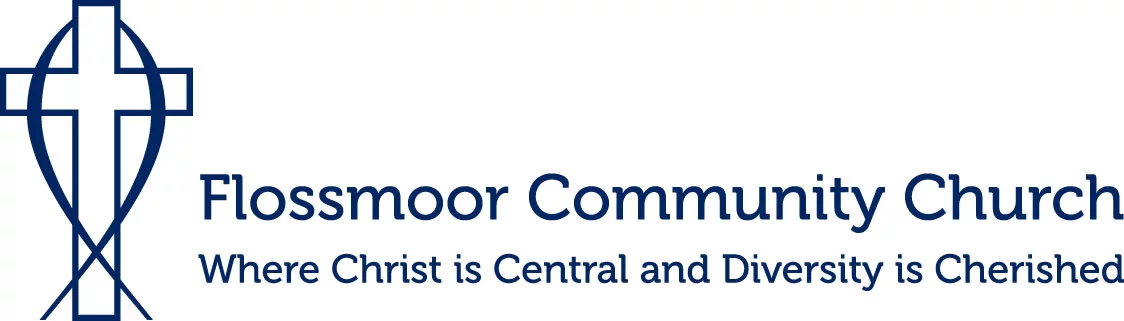 Flossmoor Community Church
Where Christ is Central and Diversity is Cherished